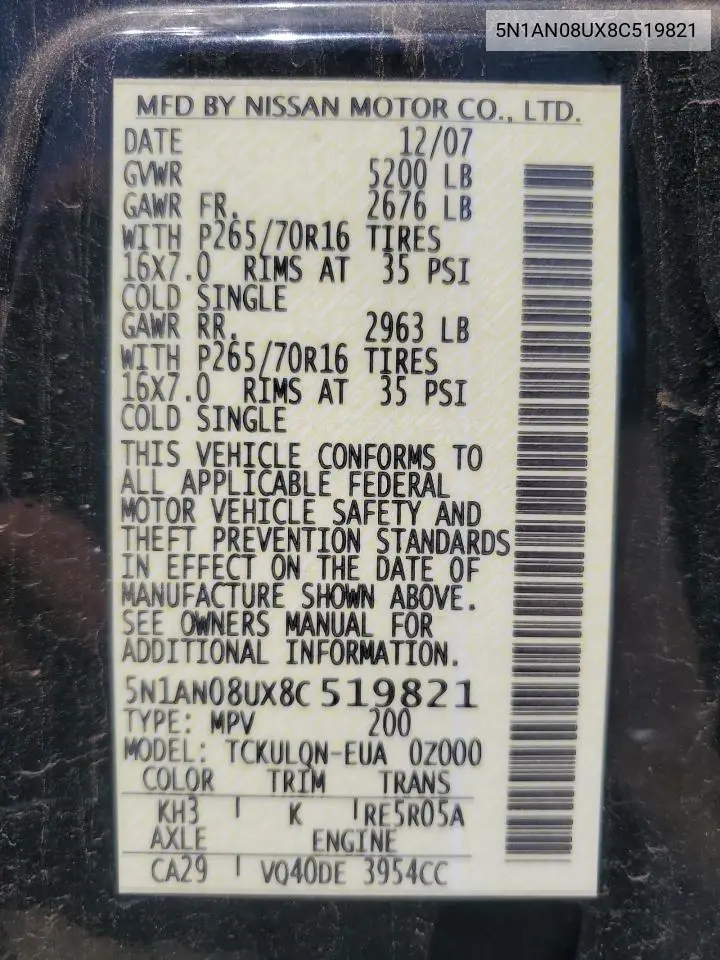 5N1AN08UX8C519821
MFD BY NISSAN MOTOR CO., LTD.
DATE 12/07
GVWR 5200 LB
GAWR FR. 2676 LB
WITH P265/70R16 TIRES
16X7.0 RIMS AT 35 PSI
COLD SINGLE
GAWR RR. 2963 LB
WITH P265/70R16 TIRES
16X7.0 RIMS AT 35 PSI
COLD SINGLE
THIS VEHICLE CONFORMS TO
ALL APPLICABLE FEDERAL
MOTOR VEHICLE SAFETY AND
THEFT PREVENTION STANDARDS
IN EFFECT ON THE DATE OF
MANUFACTURE SHOWN ABOVE.
SEE OWNERS MANUAL FOR
ADDITIONAL INFORMATION.
5N1AN08UX8C519821
TYPE: MPV 200
MODEL: TCKULQN-EUA 0Z000
COLOR TRIM TRANS
KH3 K RE5R05A
AXLE ENGINE
CA29 VQ40DE 3954CC